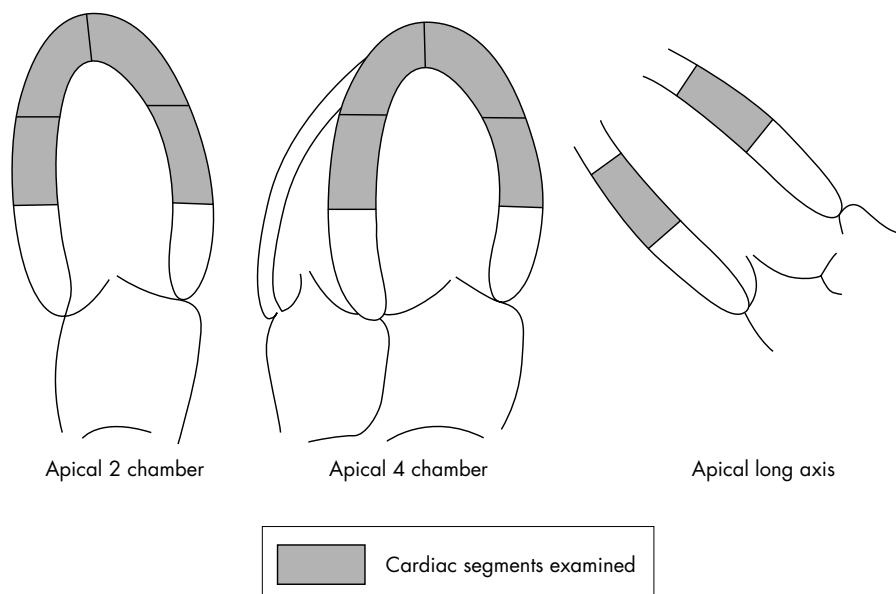 Apical 2 chamber
Apical 4 chamber
Apical long axis
Cardiac segments examined